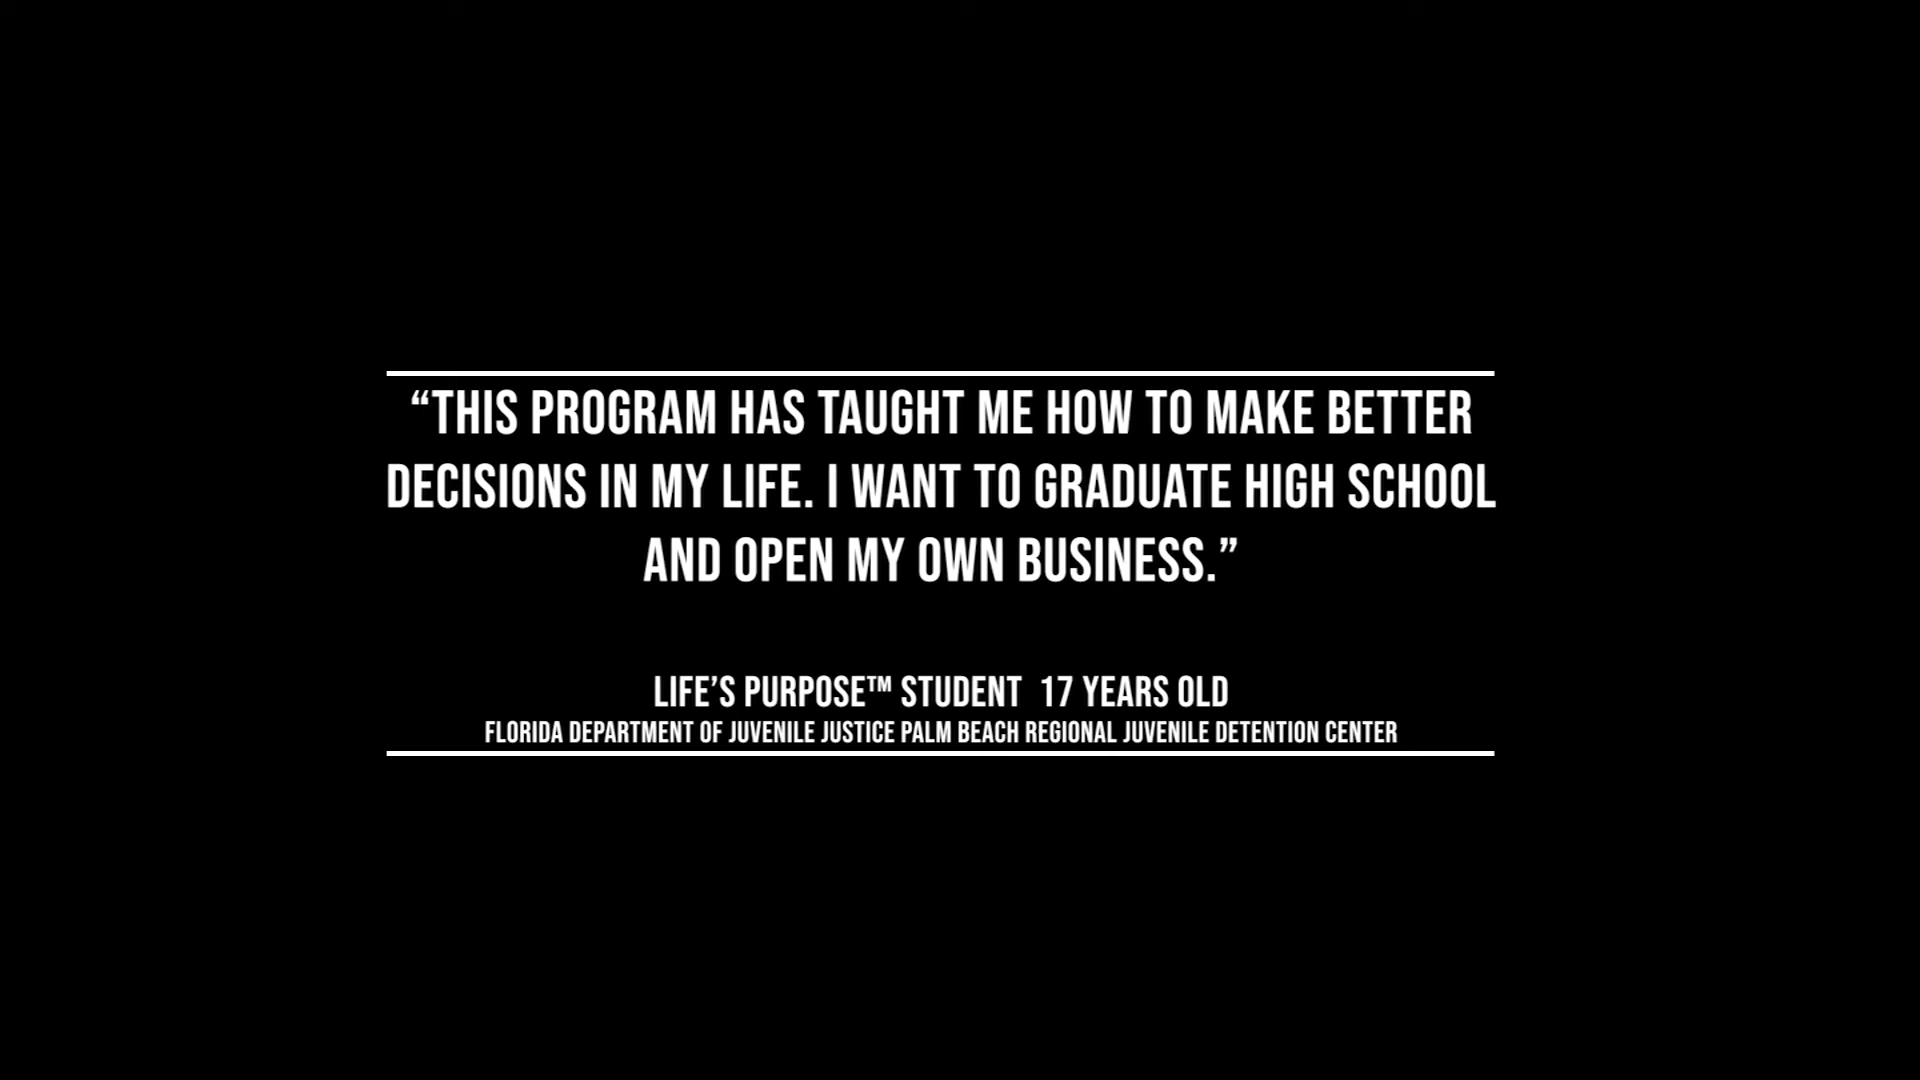 “THIS PROGRAM HAS TAUGHT ME HOW TO MAKE BETTER
DECISIONS IN MY LIFE. I WANT TO GRADUATE HIGH SCHOOL
AND OPEN MY OWN BUSINESS.”
LIFE’S PURPOSE™ STUDENT 17 YEARS OLD
FLORIDA DEPARTMENT OF JUVENILE JUSTICE PALM BEACH REGIONAL JUVENILE DETENTION CENTER